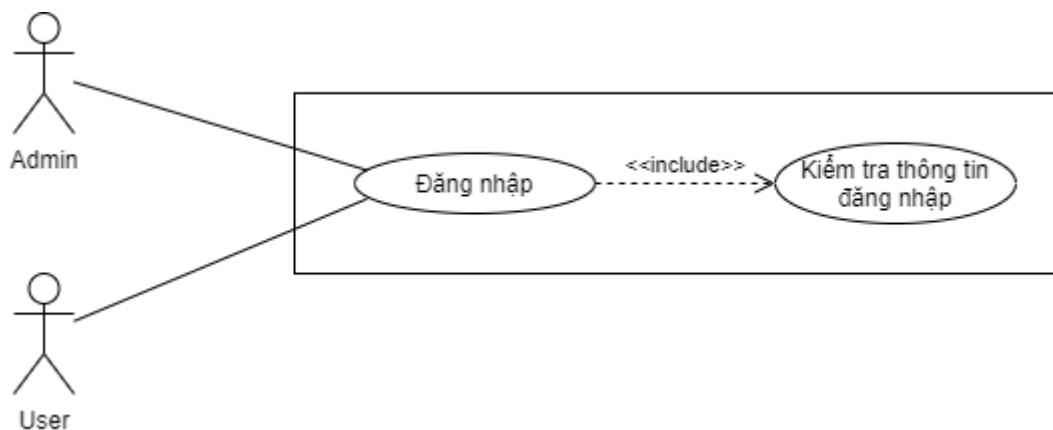 Admin
Đăng nhập
<<include>>
Kiểm tra thông tin
đăng nhập
User